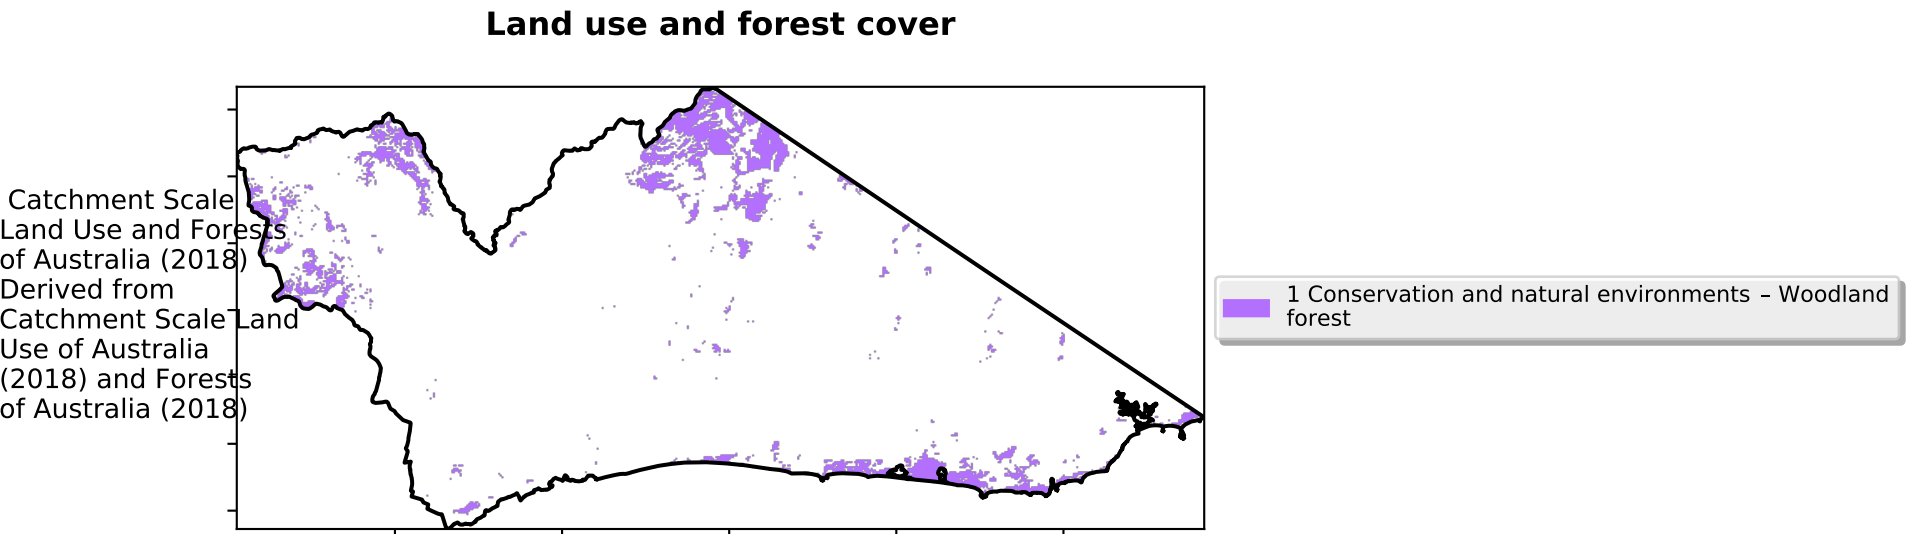 Land use and forest cover
Catchment Scale
Land Use and Forests
of Australia (2018)
Derived from
Catchment Scale Land
Use of Australia
(2018) and Forests
of Australia (2018)
1 Conservation and natural environments – Woodland
forest